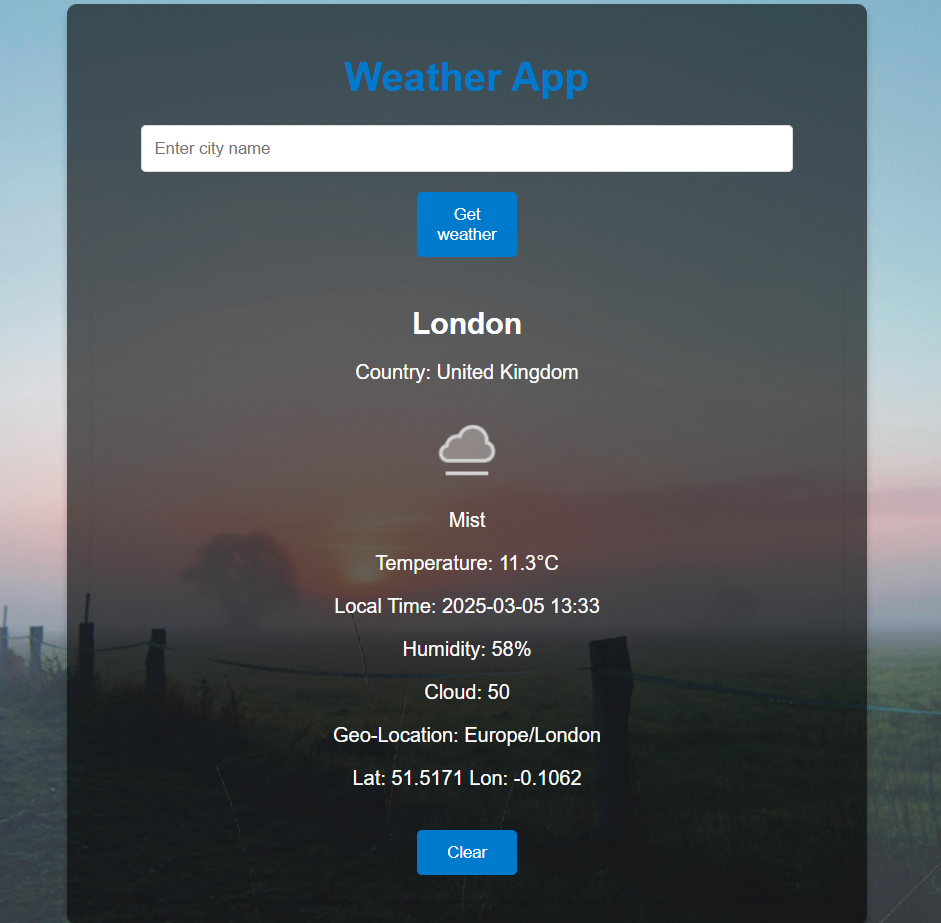 Weather App
Enter city name
Get
weather
London
Country: United Kingdom
Mist
Temperature: 11.3°C
Local Time: 2025-03-05 13:33
Humidity: 58%
Cloud: 50
Geo-Location: Europe/London
Lat: 51.5171 Lon: -0.1062
Clear